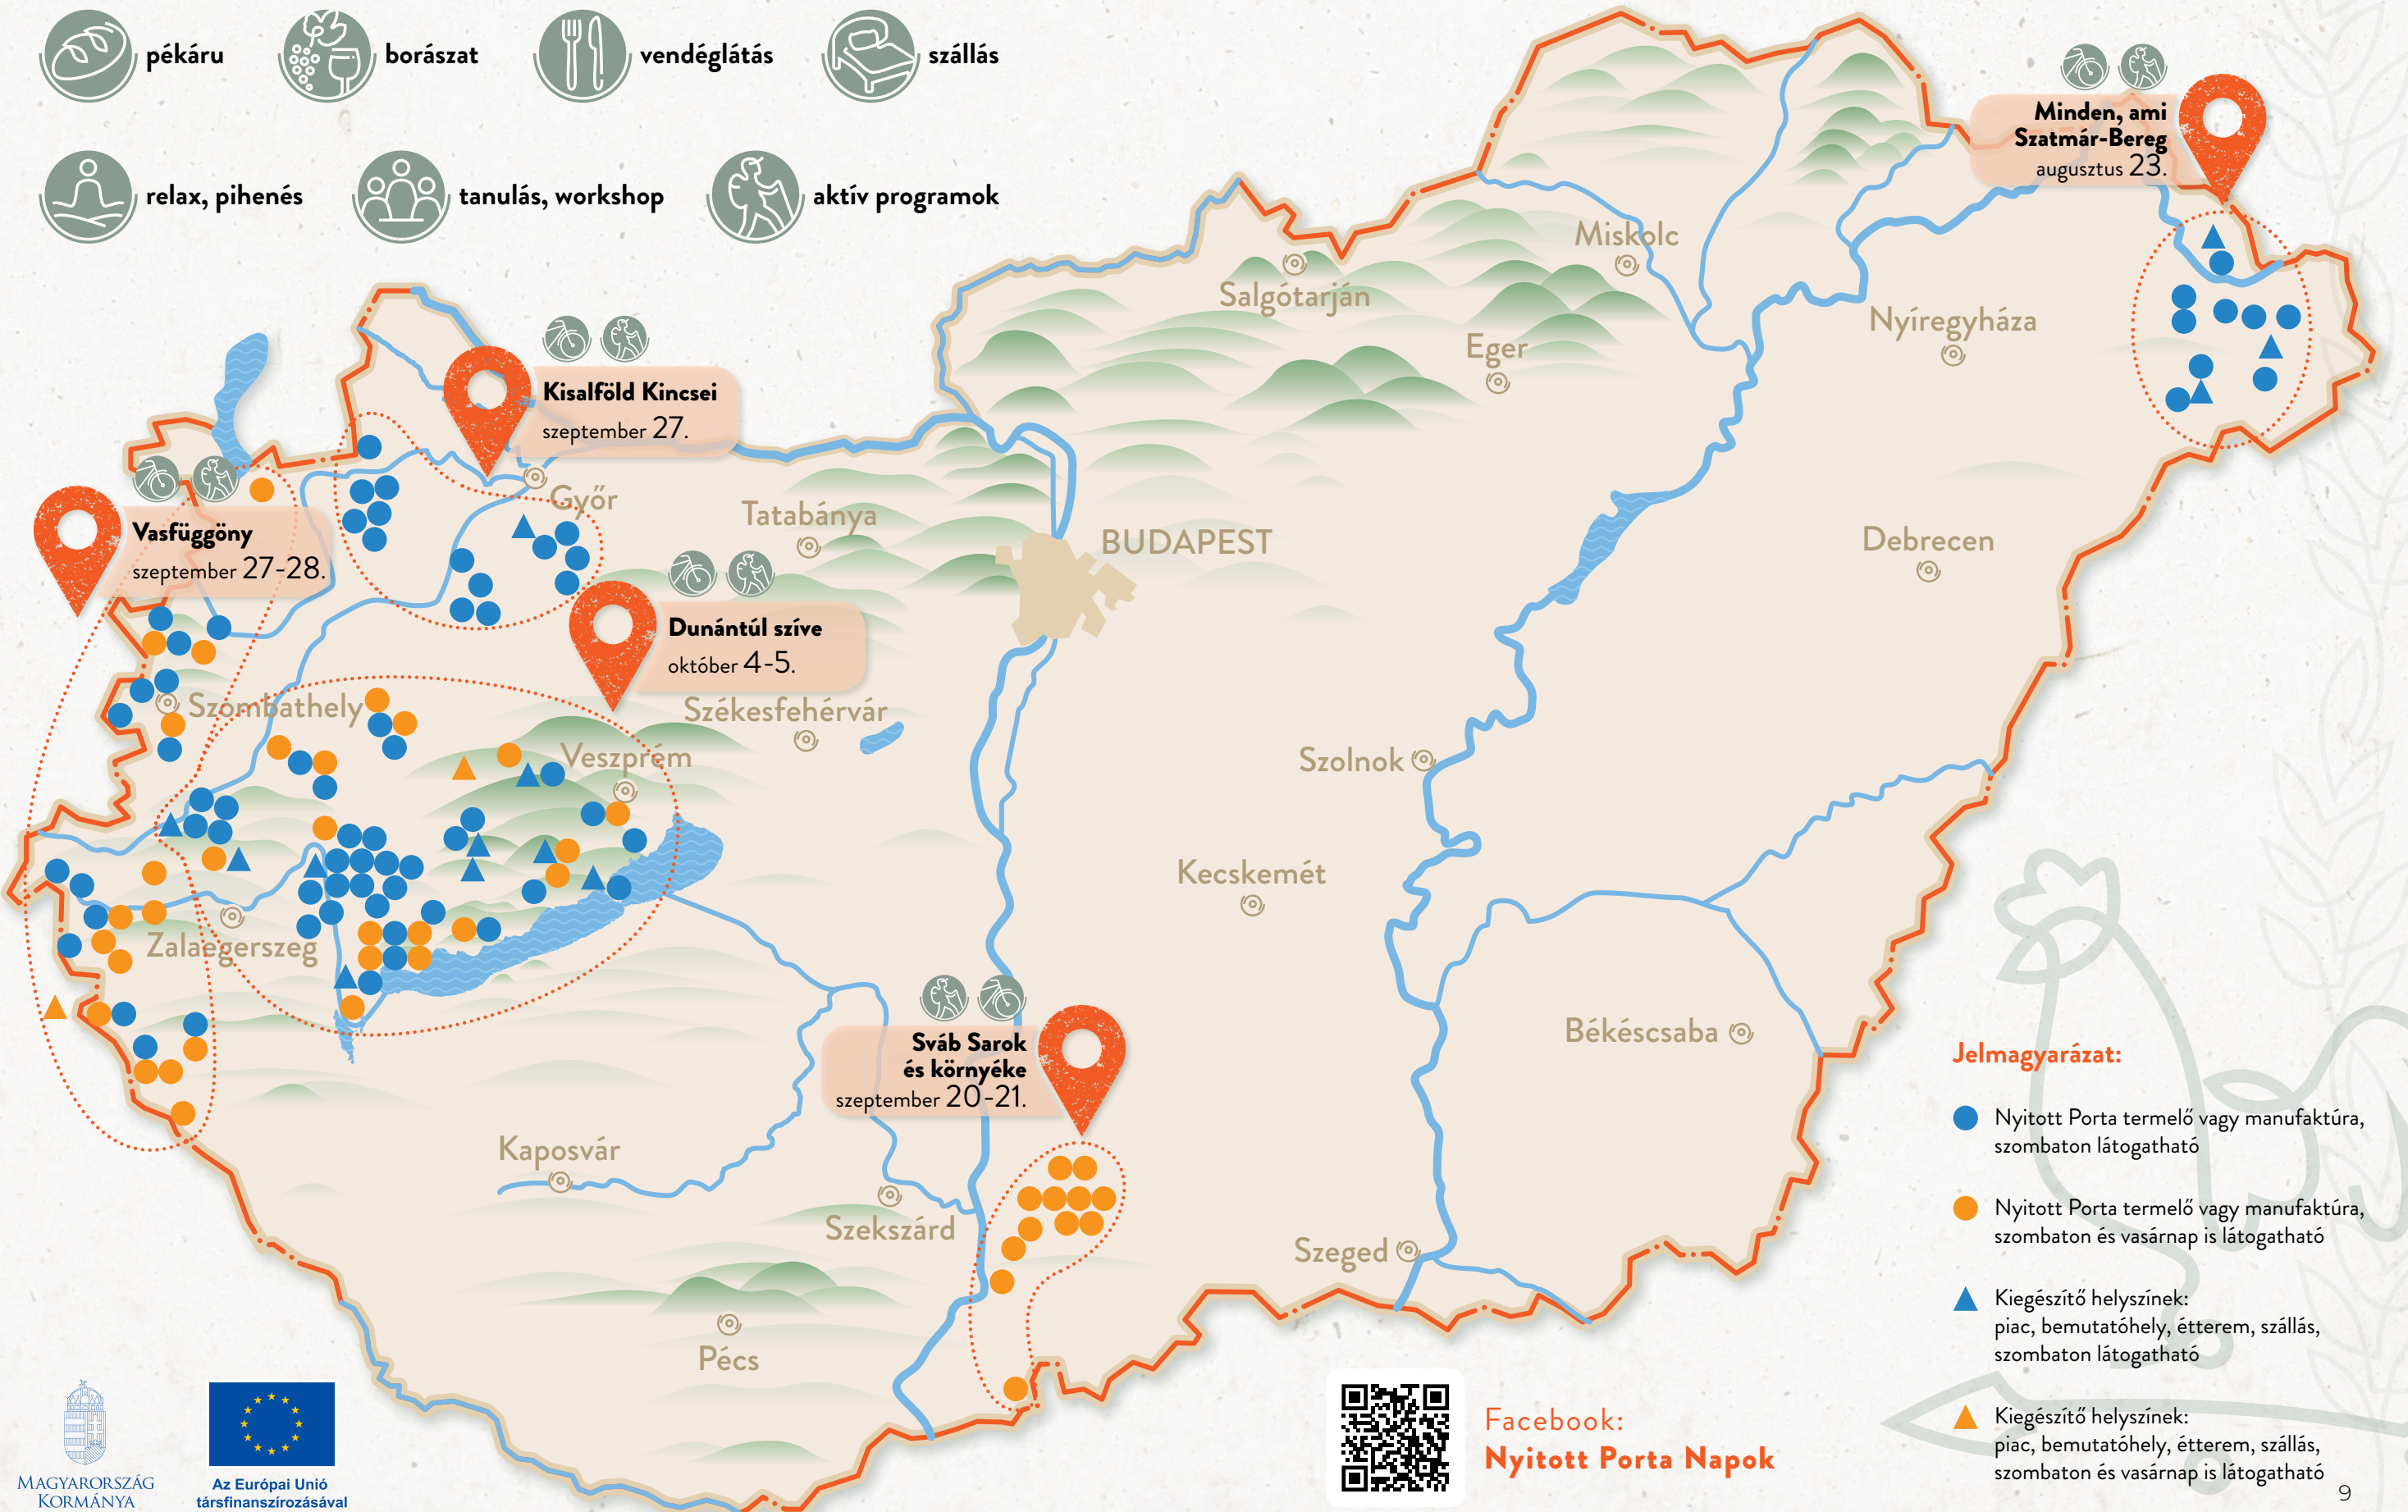 pékáru
borászat
vendéglátás
szállás
relax, pihenés
tanulás, workshop
aktív programok
Minden, ami
Szatmár-Bereg
augusztus 23.
Miskolc
Salgótarján
Nyíregyháza
Eger
Kisalföld Kincsei
szeptember 27.
Győr
Vasfüggöny
szeptember 27-28.
Tatabánya
BUDAPEST
Debrecen
Dunántúl szíve
október 4-5.
Szombathely
Székesfehérvár
Veszprém
Szolnok
Kecskemét
Zalaegerszeg
Sváb Sarok
és környéke
szeptember 20-21.
Békéscsaba
Kaposvár
Szekszárd
Szeged
Pécs
Jelmagyarázat:
Nyitott Porta termelő vagy manufaktúra,
szombaton látogatható
Nyitott Porta termelő vagy manufaktúra,
szombaton és vasárnap is látogatható
Kiegészítő helyszínek:
piac, bemutatóhely, étterem, szállás,
szombaton látogatható
Kiegészítő helyszínek:
piac, bemutatóhely, étterem, szállás,
szombaton és vasárnap is látogatható
Facebook:
Nyitott Porta Napok
MAGYARORSZÁG
KORMÁNYA
Az Európai Unió
társfinanszírozásával
9